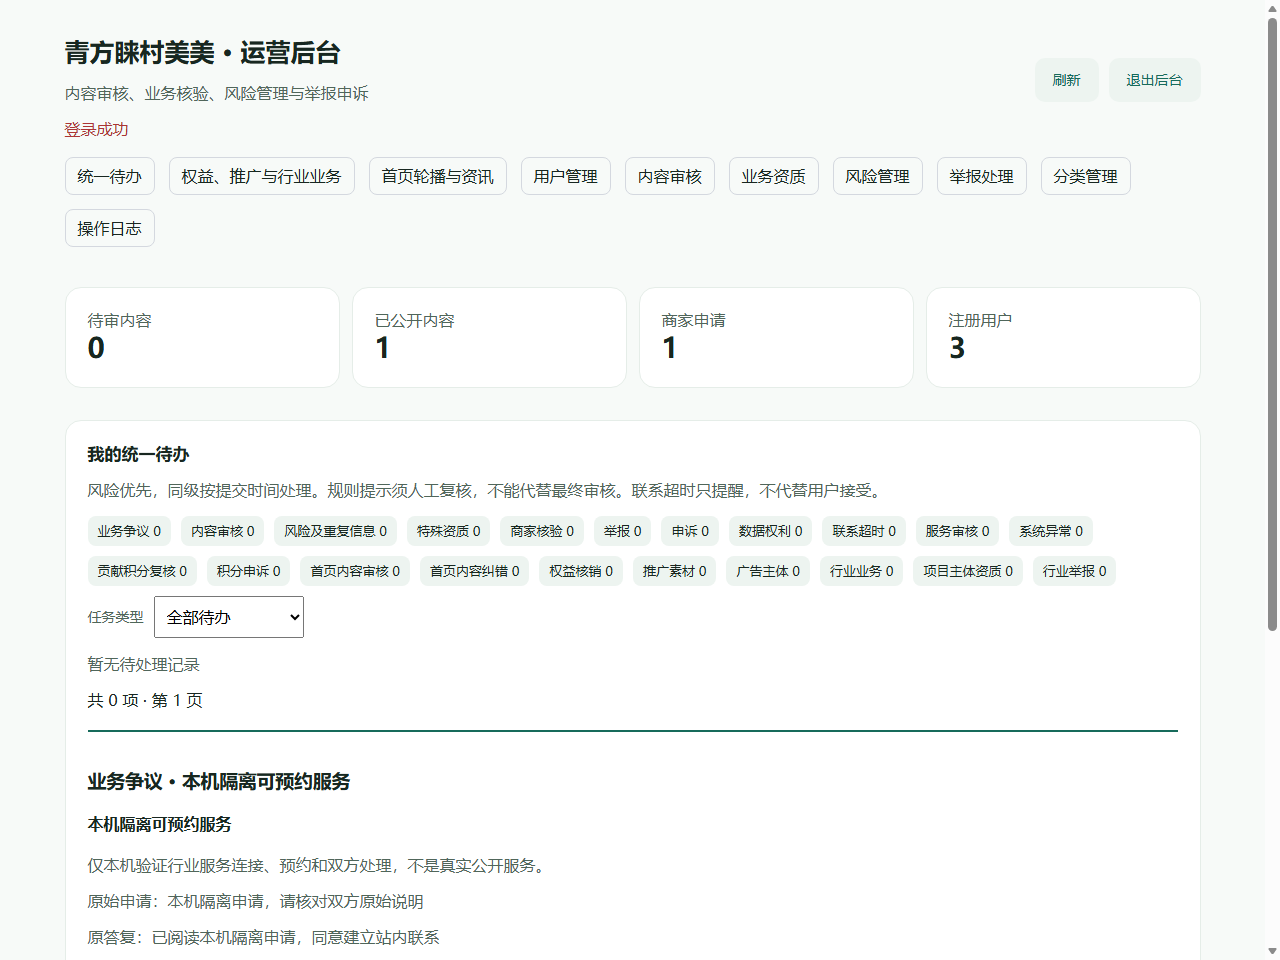 青方睐村美美·运营后台
内容审核、业务核验、风险管理与举报申诉
刷新
退出后台
登录成功
统一待办
权益、推广与行业业务
首页轮播与资讯
用户管理
内容审核
业务资质
风险管理
举报处理
分类管理
操作日志
待审内容
0
已公开内容
1
商家申请
1
注册用户
3
我的统一待办
风险优先，同级按提交时间处理。规则提示须人工复核，不能代替最终审核。联系超时只提醒，不代替用户接受。
业务争议 0
内容审核 0
风险及重复信息 0
特殊资质 0
商家核验 0
举报 0
申诉 0
数据权利 0
联系超时 0
服务审核 0
系统异常 0
贡献积分复核 0
积分申诉 0
首页内容审核 0
首页内容纠错 0
权益核销 0
推广素材 0
广告主体 0
行业业务 0
项目主体资质 0
行业举报 0
任务类型
全部待办
暂无待处理记录
共 0 项 · 第 1 页
业务争议 · 本机隔离可预约服务
本机隔离可预约服务
仅本机验证行业服务连接、预约和双方处理，不是真实公开服务。
原始申请：本机隔离申请，请核对双方原始说明
原答复：已阅读本机隔离申请，同意建立站内联系